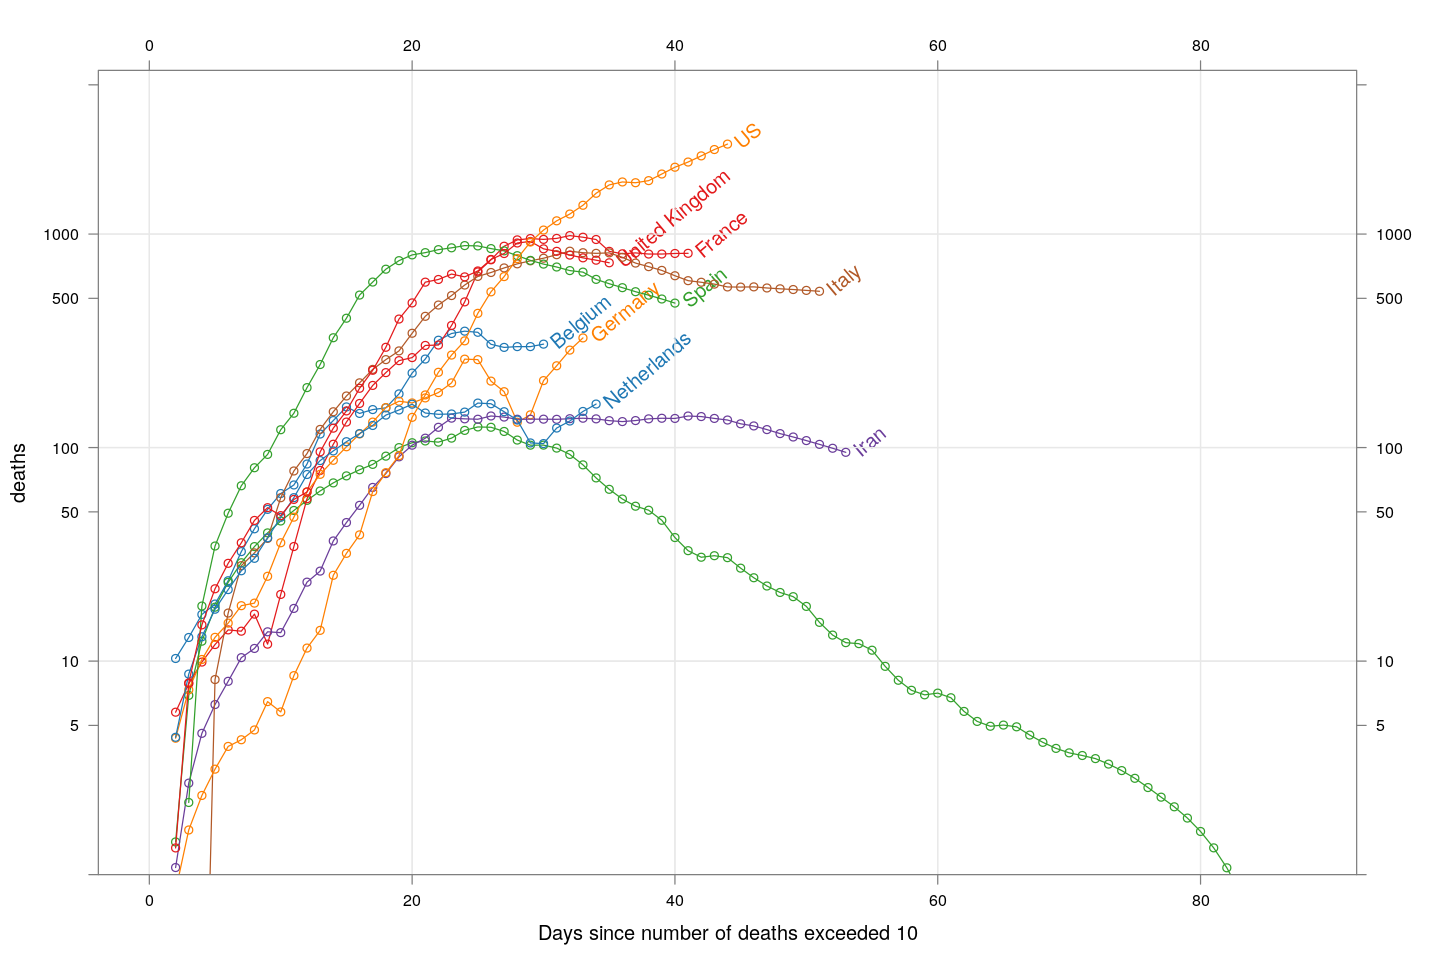 0 20 40 60 80
US
United Kingdom
France
1000 1000
Italy
Spain
500 500
Germany
Belgium
Netherlands
Iran
100 100
deaths
50 50
10 10
5 5
0 20 40 60 80
Days since number of deaths exceeded 10